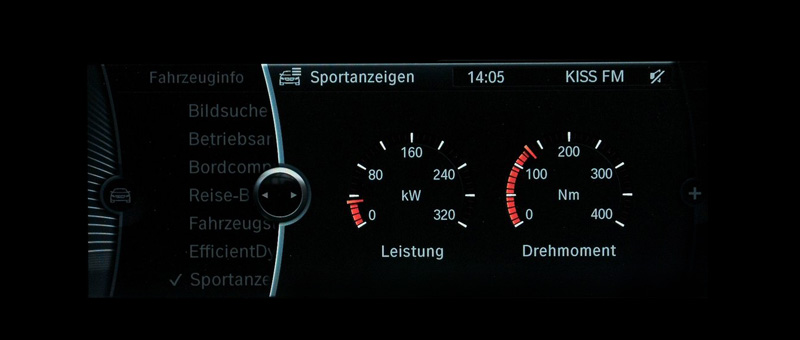 Fahrzeuginfo
Sportanzeigen
14:05
KISS FM
Bildsuche
Betriebsan
Bordcomp
Reise-B
Fahrzeugs
EfficientDy
Sportanze
0
80
160
240
320
kW
Leistung
0
100
200
300
400
Nm
Drehmoment